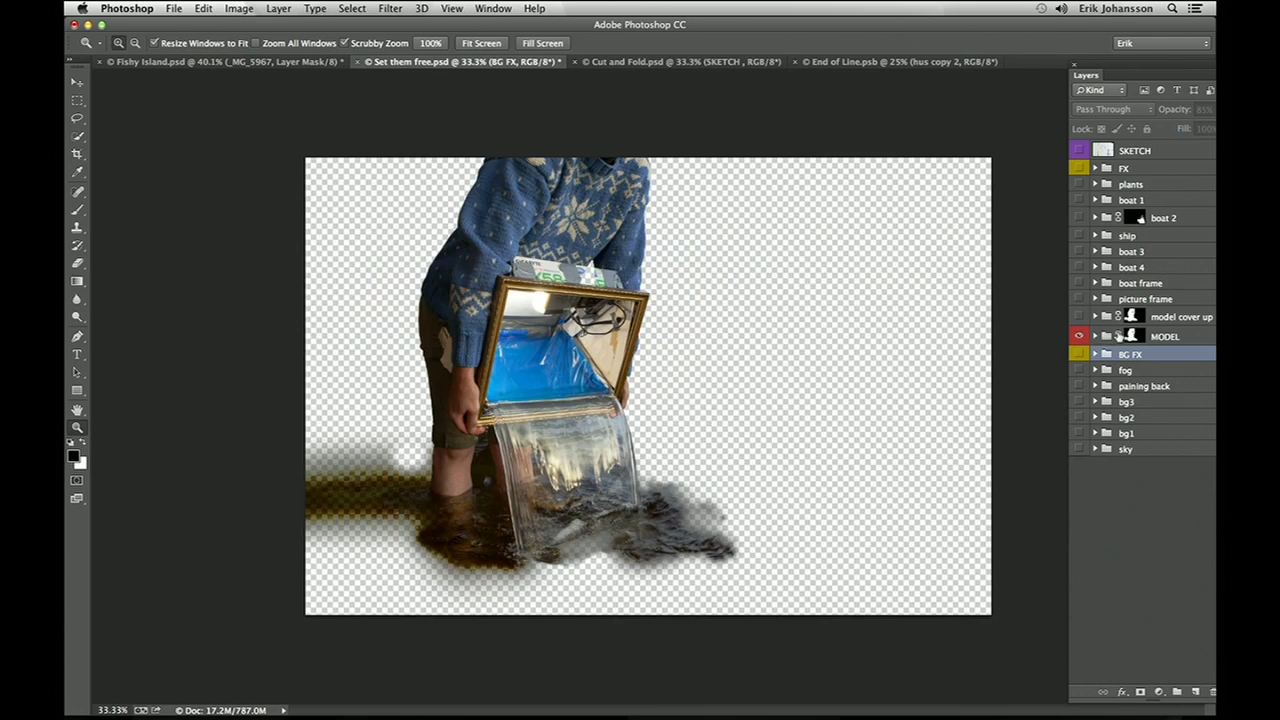 Photoshop File Edit Image Layer Type Select Filter 3D View Window Help Erik Johansson
Adobe Photoshop CC
Resize Windows to Fit Zoom All Windows Scrubby Zoom 100% Fit Screen Fill Screen Erik
× © Fishy Island.psd @ 40.1% (_MG_5967, Layer Mask/8) * × © Set them free.psd @ 33.3% (BG FX, RGB/8) * × © Cut and Fold.psd @ 33.3% (SKETCH , RGB/8*) × © End of Line.psb @ 25% (hus copy 2, RGB/8*)
Layers
Kind
Pass Through Opacity: 85%
Lock: Fill: 100%
SKETCH
FX
plants
boat 1
boat 2
ship
boat 3
boat 4
boat frame
picture frame
model cover up
MODEL
BG FX
fog
paining back
bg3
bg2
bg1
sky
33.33% © Doc: 17.2M/787.0M